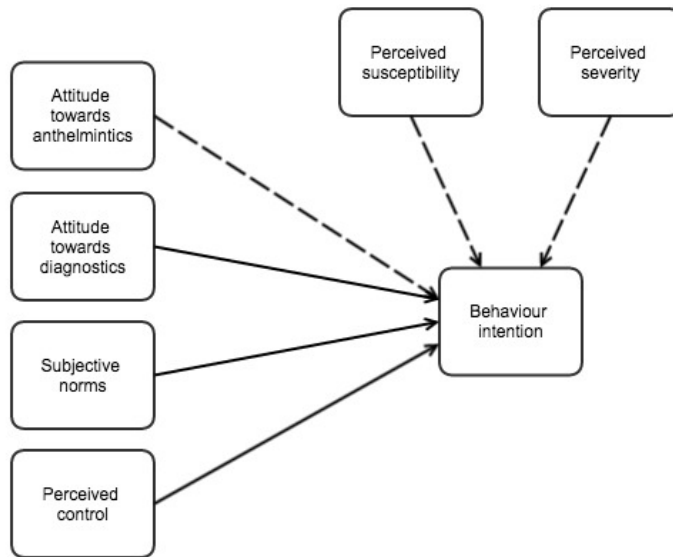 Perceived
susceptibility
Perceived
severity
Attitude
towards
anthelmintics
Attitude
towards
diagnostics
Behaviour
intention
Subjective
norms
Perceived
control